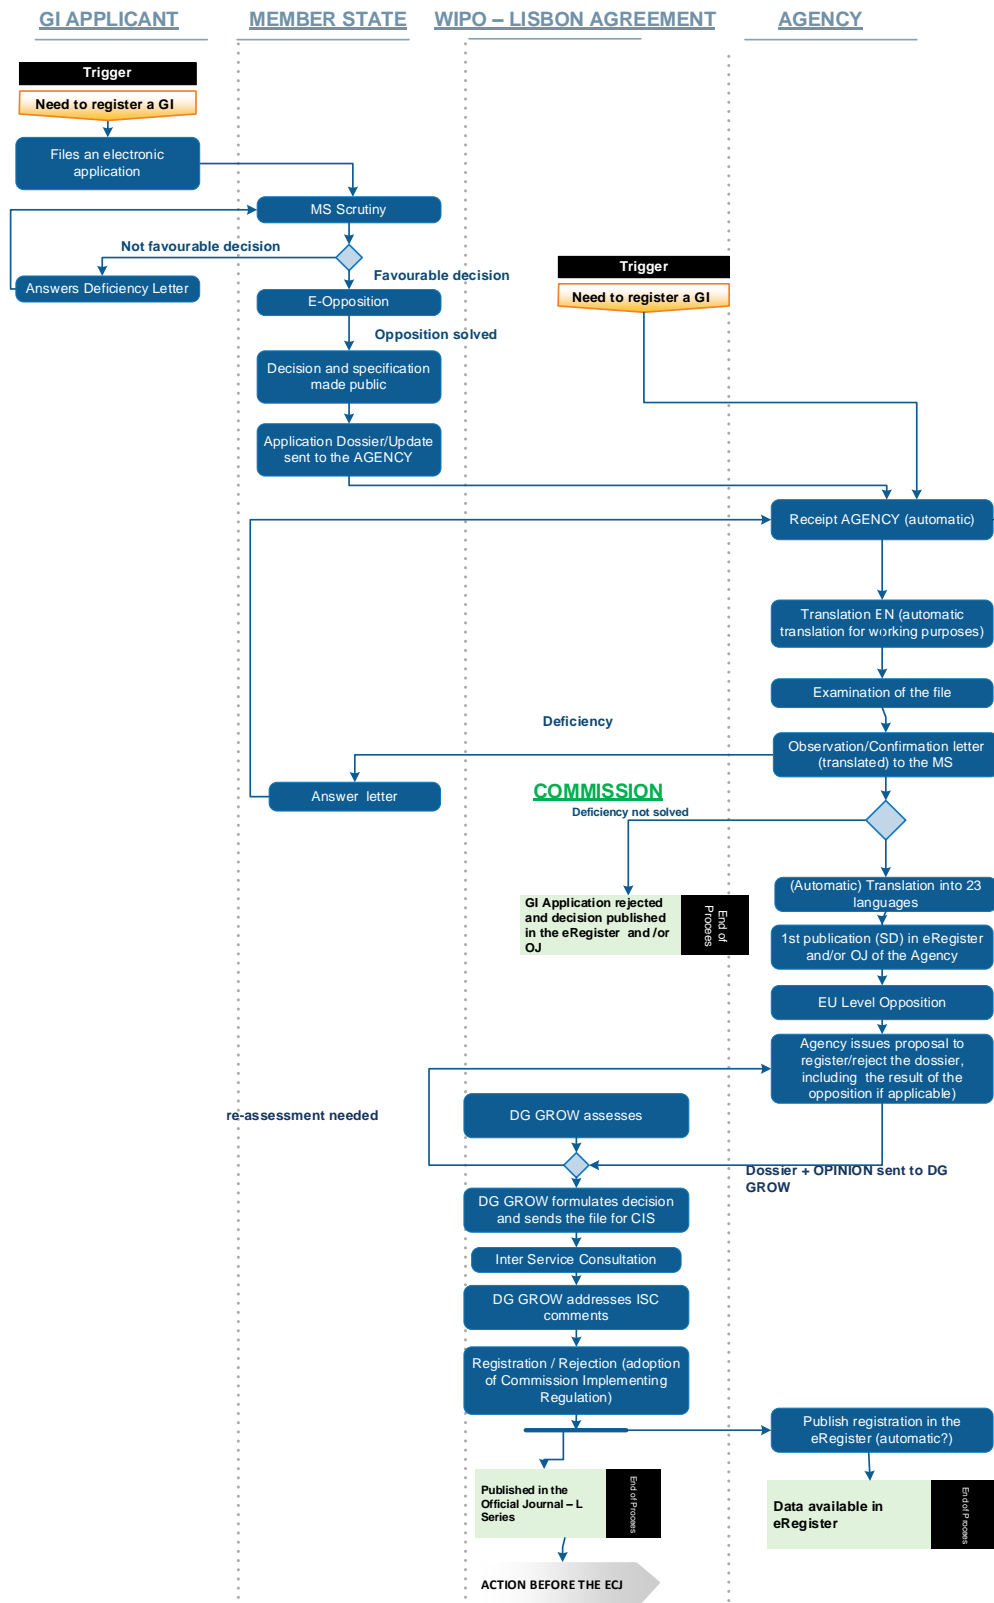 GI APPLICANT
MEMBER STATE
WIPO – LISBON AGREEMENT
AGENCY
Trigger
Need to register a GI
Files an electronic
application
MS Scrutiny
Not favourable decision
Favourable decision
Answers Deficiency Letter
E-Opposition
Trigger
Need to register a GI
Opposition solved
Decision and specification
made public
Application Dossier/Update
sent to the AGENCY
Receipt AGENCY (automatic)
Translation EN (automatic
translation for working purposes)
Examination of the file
Deficiency
Observation/Confirmation letter
(translated) to the MS
Answer letter
COMMISSION
Deficiency not solved
GI Application rejected
and decision published
in the eRegister and /or
OJ
End of
Procees
(Automatic) Translation into 23
languages
1st publication (SD) in eRegister
and/or OJ of the Agency
EU Level Opposition
Agency issues proposal to
register/reject the dossier,
including the result of the
opposition if applicable)
re-assessment needed
DG GROW assesses
Dossier + OPINION sent to DG
GROW
DG GROW formulates decision
and sends the file for CIS
Inter Service Consultation
DG GROW addresses ISC
comments
Registration / Rejection (adoption
of Commission Implementing
Regulation)
Publish registration in the
eRegister (automatic?)
Published in the
Official Journal – L
Series
End of Procees
Data available in
eRegister
End of Procees
ACTION BEFORE THE ECJ